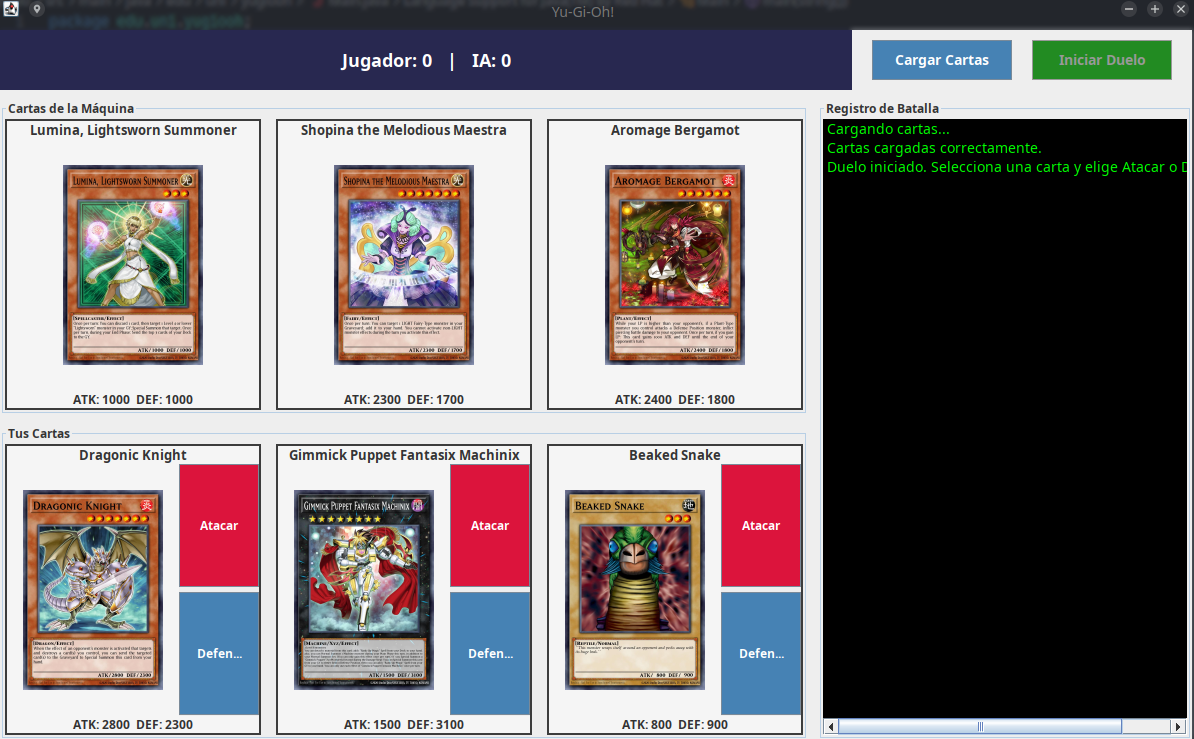 Yu-Gi-Oh!
Jugador: 0 | IA: 0
Cargar Cartas
Iniciar Duelo
Cartas de la Máquina
Lumina, Lightsworn Summoner
LUMINA, LIGHTSWORN SUMMONER
[SPELLCASTER/EFFECT]
ATK/1000 DEF/1000
ATK: 1000 DEF: 1000
Shopina the Melodious Maestra
SHOPINA THE MELODIOUS MAESTRA
[FAIRY/EFFECT]
ATK/2300 DEF/1700
ATK: 2300 DEF: 1700
Aromage Bergamot
AROMAGE BERGAMOT
[PLANT/EFFECT]
ATK/2400 DEF/1800
ATK: 2400 DEF: 1800
Tus Cartas
Dragonic Knight
DRAGONIC KNIGHT
[DRAGON/EFFECT]
ATK/2800 DEF/2300
Atacar
Defen...
ATK: 2800 DEF: 2300
Gimmick Puppet Fantasix Machinix
GIMMICK PUPPET FANTASIX MACHINIX
[MACHINE/XYZ/EFFECT]
ATK/1500 DEF/3100
Atacar
Defen...
ATK: 1500 DEF: 3100
Beaked Snake
BEAKED SNAKE
[REPTILE/NORMAL]
ATK/ 800 DEF/ 900
Atacar
Defen...
ATK: 800 DEF: 900
Registro de Batalla
Cargando cartas...
Cartas cargadas correctamente.
Duelo iniciado. Selecciona una carta y elige Atacar o D